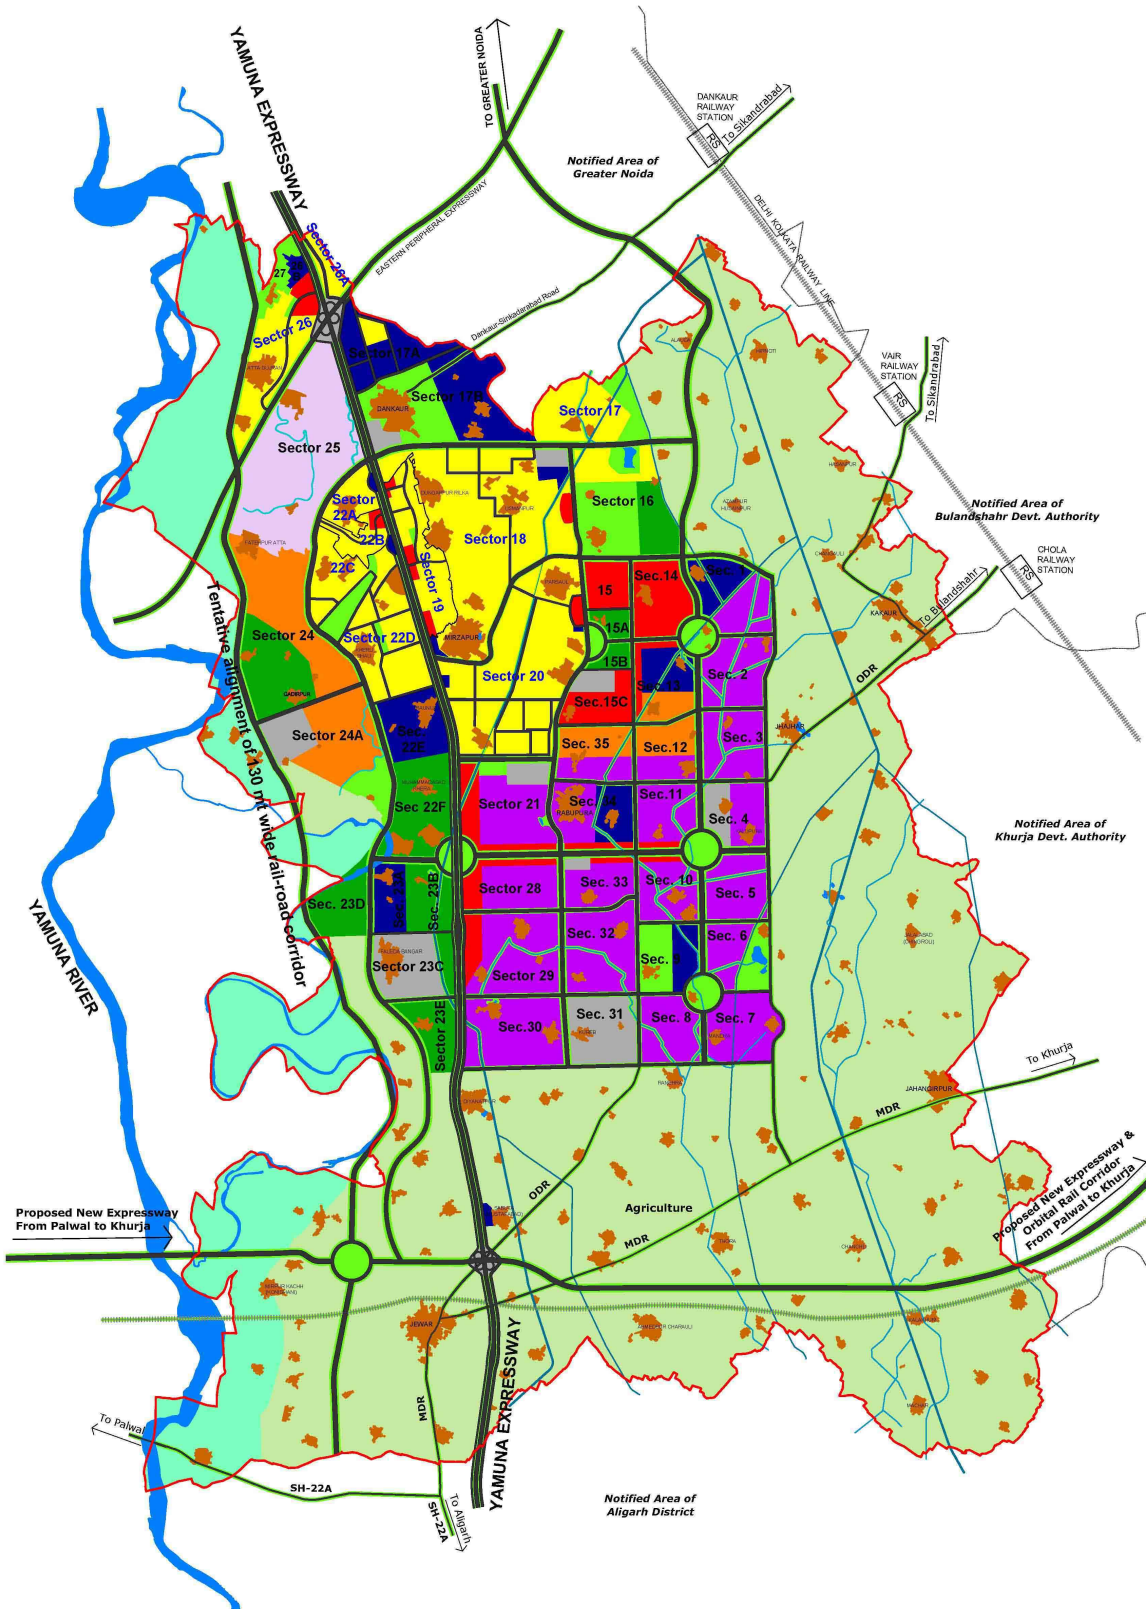 YAMUNA EXPRESSWAY
TO GREATER NOIDA
DANKAUR
RAILWAY
STATION
RS
To Sikandrabad
Notified Area of
Greater Noida
EASTERN PERIPHERAL EXPRESSWAY
DELHI KOLKATA RAILWAY LINE
Sector 26A
27
Sector 26
Dankaur-Sinkadarabad Road
Sector 17A
VAIR
RAILWAY
STATION
RS
To Sikandrabad
Sector 17B
DANKAUR
Sector 17
Sector 25
Sector
22A
Sector 16
Notified Area of
Bulandshahr Devt. Authority
22B
Sector 18
CHOLA
RAILWAY
STATION
RS
22C
Sector 19
Sec. 1
Sec.14
15
To Bulandshahr
KAKAUR
Tentative alignment of 130 mt wide rail-road corridor
Sector 24
Sector 22D
MIRZAPUR
15A
15B
ODR
Sector 20
Sec. 2
Sec.13
GADIRPUR
Sec.15C
Sector 24A
Sec.
22E
Sec. 35
Sec.12
Sec. 3
JHAJHAR
Sec 22F
Sector 21
Sec. 34
RABUPURA
Sec.11
Sec. 4
Notified Area of
Khurja Devt. Authority
Sec. 23D
Sec. 23A
Sec. 23B
Sector 28
Sec. 33
Sec. 10
Sec. 5
YAMUNA RIVER
Sec. 32
Sec. 6
Sector 23C
Sector 29
Sec. 9
Sector 23E
Sec.30
Sec. 31
Sec. 8
Sec. 7
To Khurja
JAHANGIRPUR
MDR
ODR
Agriculture
MDR
Proposed New Expressway
From Palwal to Khurja
Proposed New Expressway &
Orbital Rail Corridor
From Palwal to Khurja
JEWAR
AHMEDPUR CHARAULI
YAMUNA EXPRESSWAY
MDR
To Palwal
SH-22A
SH-22A
To Aligarh
Notified Area of
Aligarh District